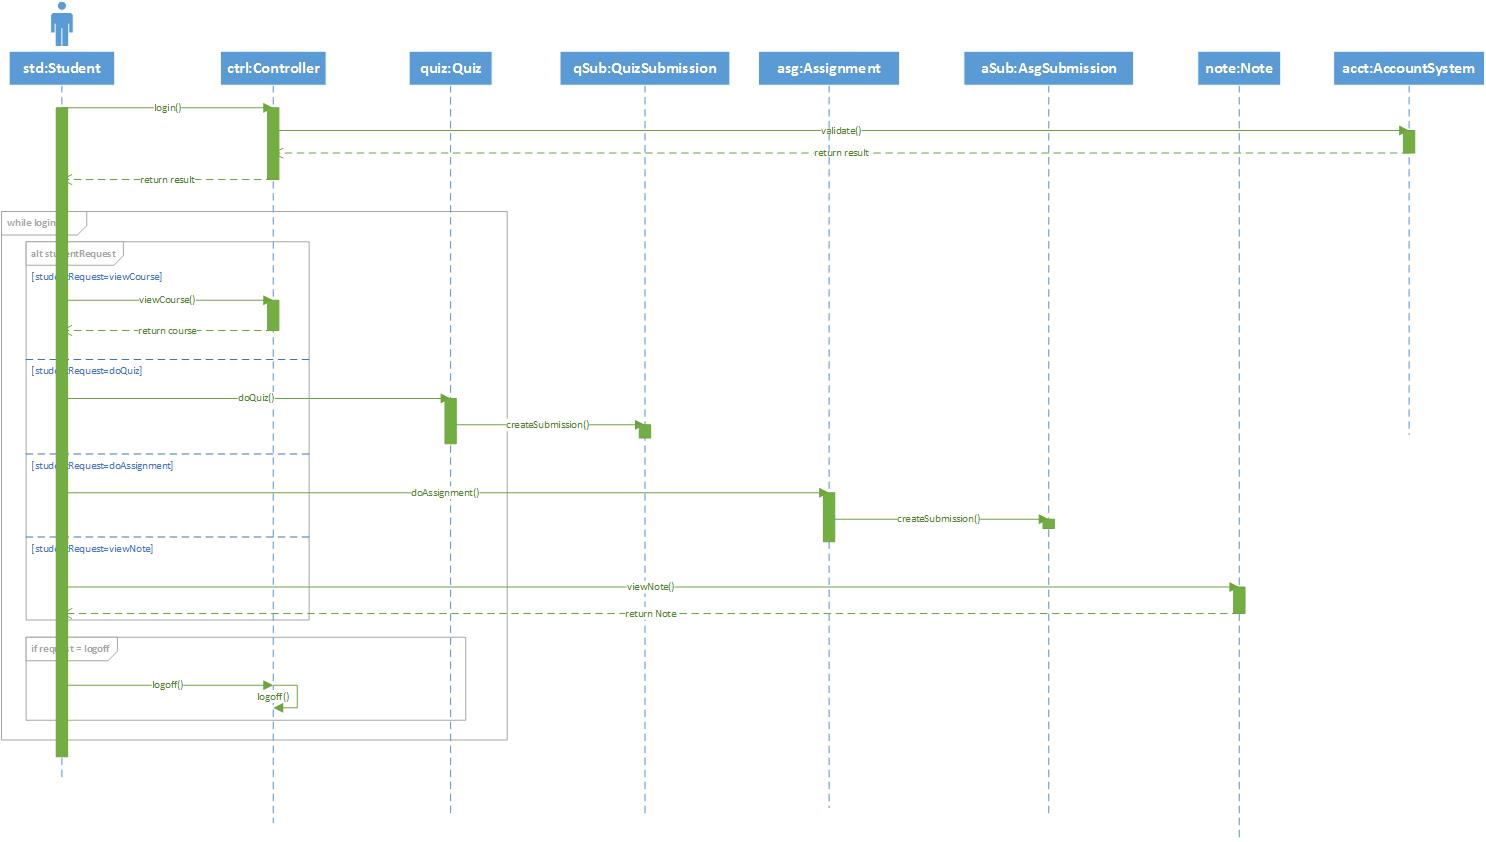 std:Student
ctrl:Controller
quiz:Quiz
qSub:QuizSubmission
asg:Assignment
aSub:AsgSubmission
note:Note
acct:AccountSystem
login()
validate()
return result
return result
while login
alt studentRequest
[studentRequest=viewCourse]
viewCourse()
return course
[studentRequest=doQuiz]
doQuiz()
createSubmission()
[studentRequest=doAssignment]
doAssignment()
createSubmission()
[studentRequest=viewNote]
viewNote()
return Note
if request = logoff
logoff()
logoff()